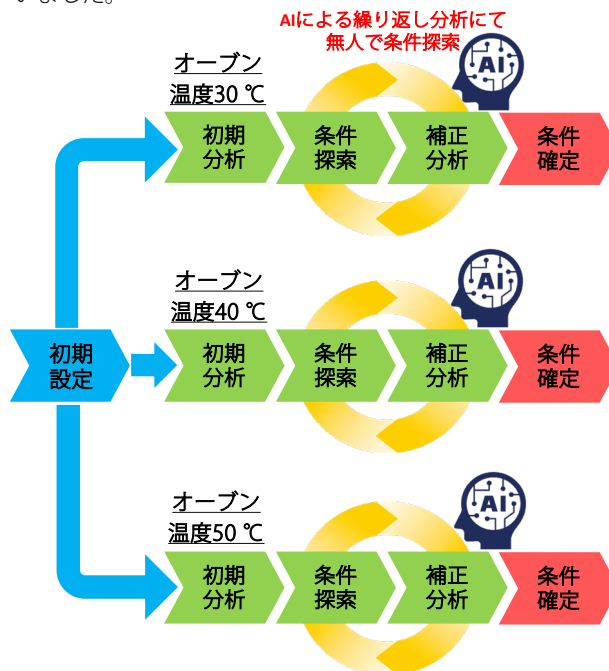 いました。
AIによる繰り返し分析にて
無人で条件探索
オーブン
温度30 ℃
AI
初期
分析
条件
探索
補正
分析
条件
確定
オーブン
温度40 ℃
AI
初期
設定
初期
分析
条件
探索
補正
分析
条件
確定
オーブン
温度50 ℃
AI
初期
分析
条件
探索
補正
分析
条件
確定